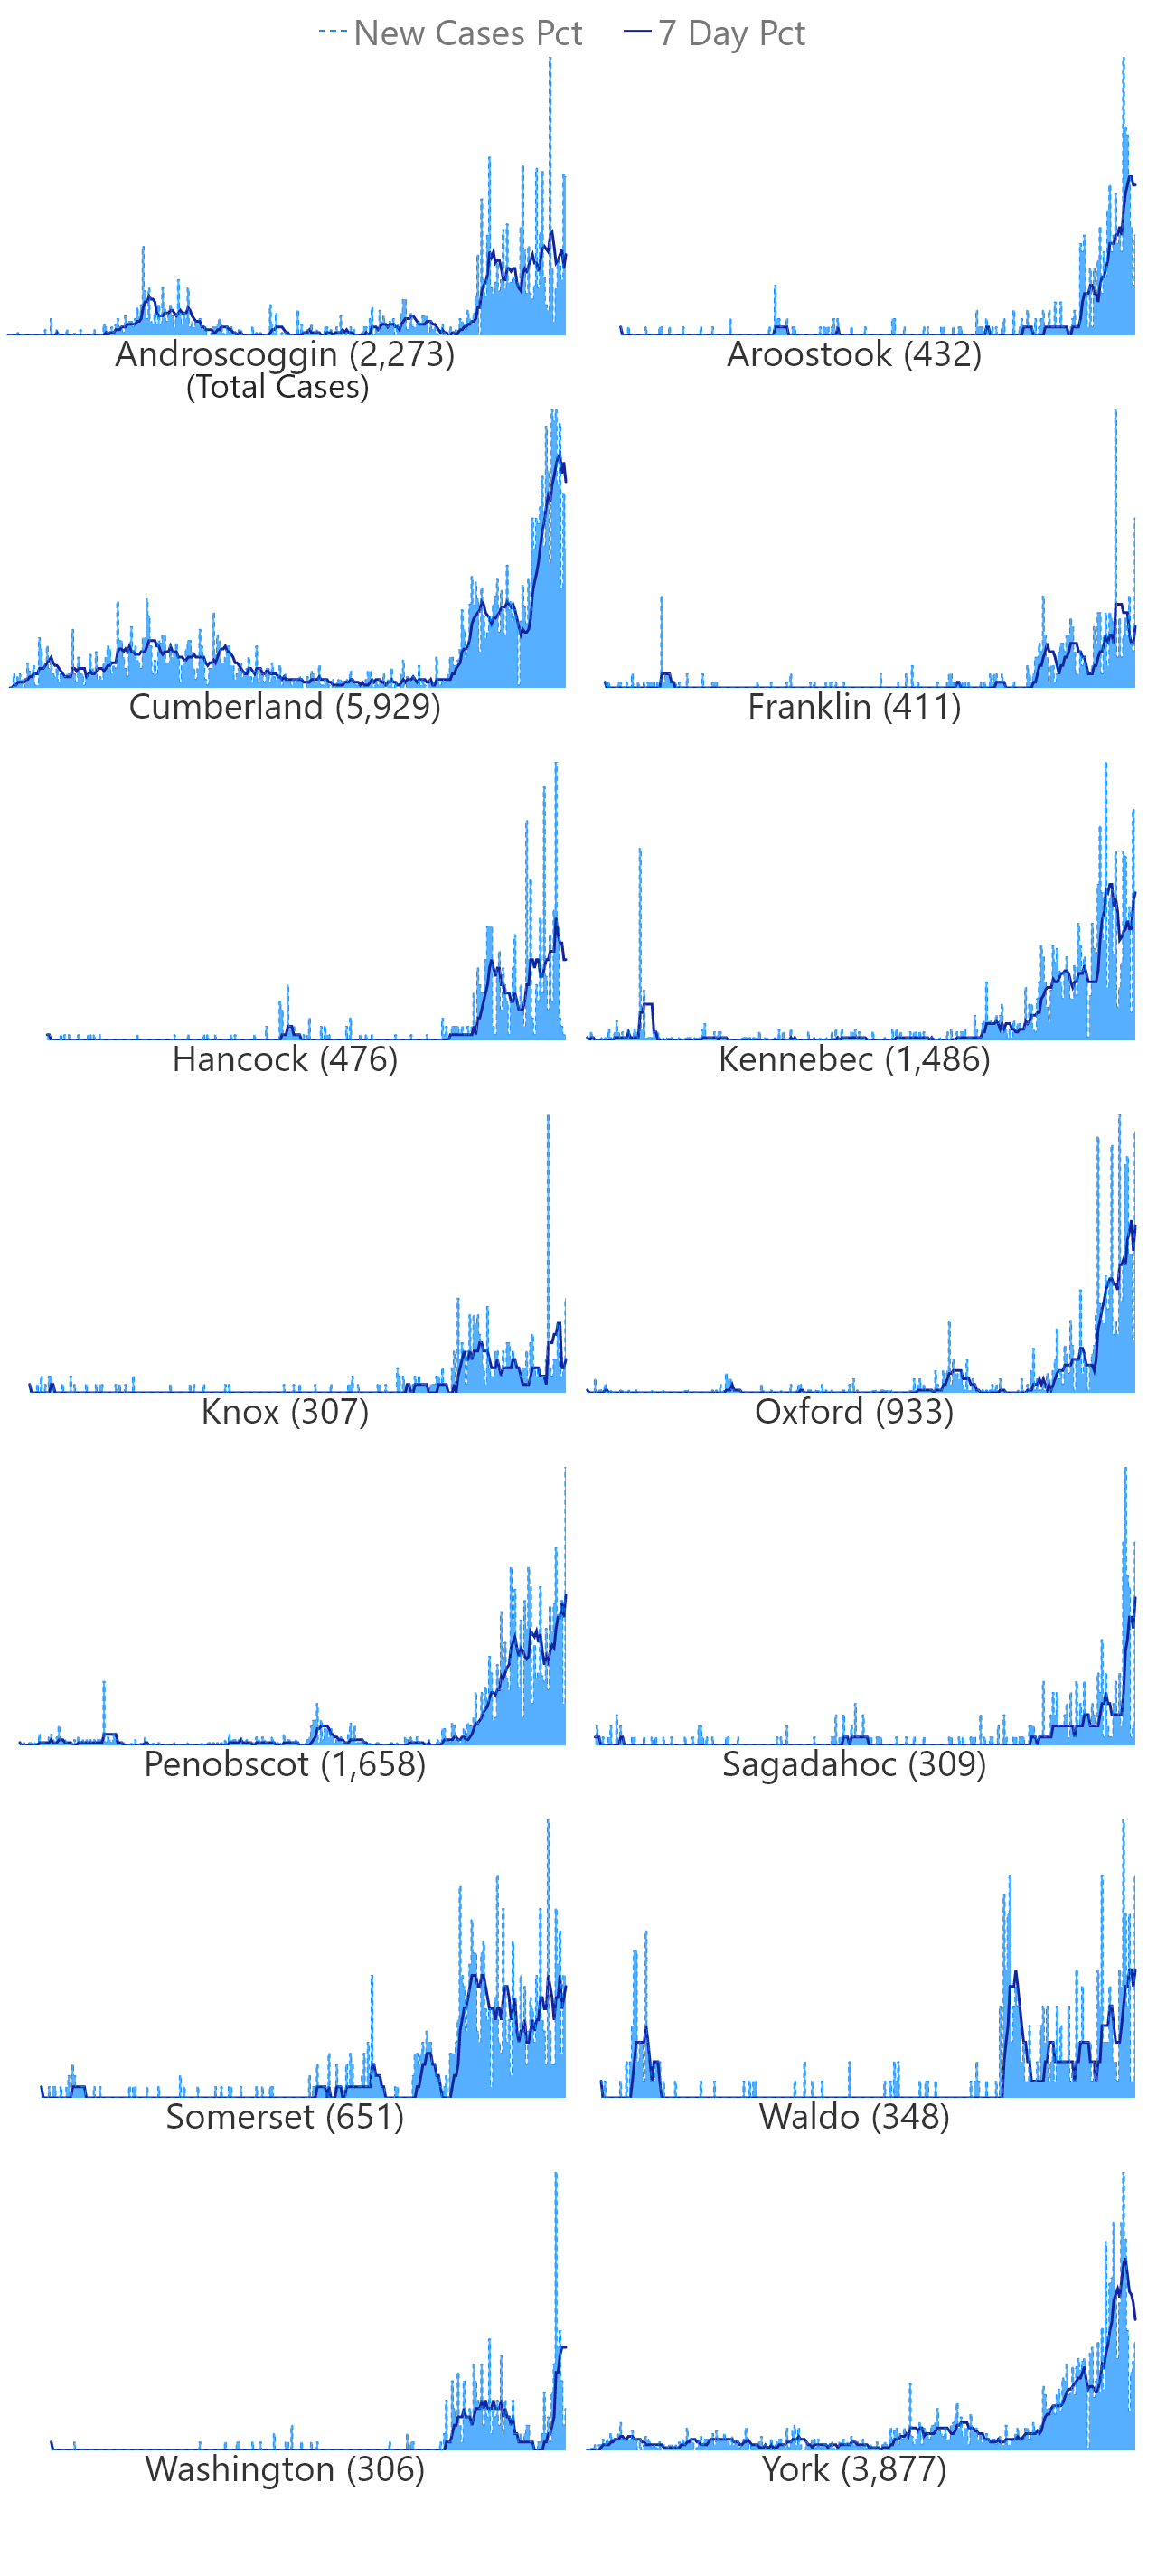 New Cases Pct 7 Day Pct
Androscoggin (2,273)
(Total Cases)
Aroostook (432)
Cumberland (5,929)
Franklin (411)
Hancock (476)
Kennebec (1,486)
Knox (307)
Oxford (933)
Penobscot (1,658)
Sagadahoc (309)
Somerset (651)
Waldo (348)
Washington (306)
York (3,877)